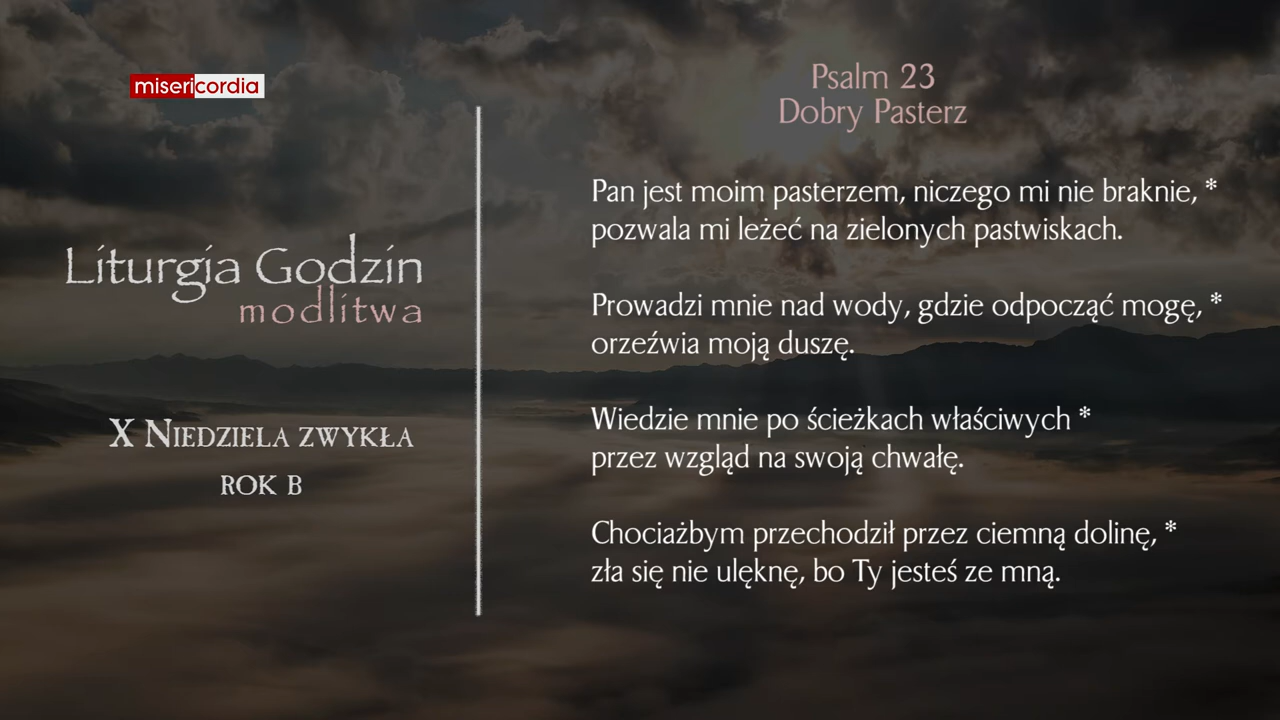 misericordia
Liturgia Godzin
modlitwa
X Niedziela zwykła
rok B
Psalm 23
Dobry Pasterz
Pan jest moim pasterzem, niczego mi nie braknie, *
pozwala mi leżeć na zielonych pastwiskach.
Prowadzi mnie nad wody, gdzie odpocząć mogę, *
orzeźwia moją duszę.
Wiedzie mnie po ścieżkach właściwych *
przez wzgląd na swoją chwałę.
Chociażbym przechodził przez ciemną dolinę, *
zła się nie ulęknę, bo Ty jesteś ze mną.